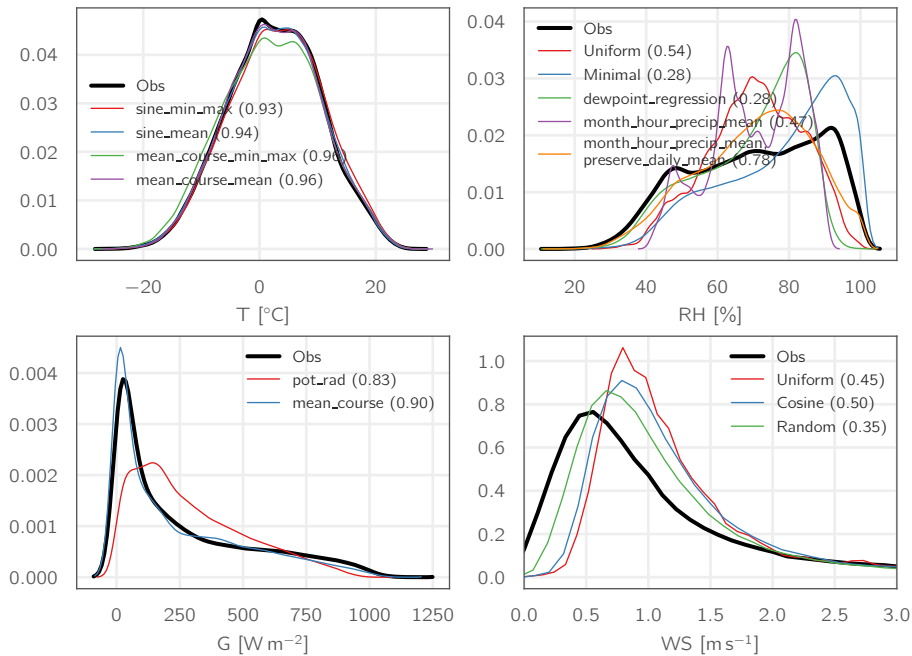 0.04
0.03
0.02
0.01
0.00
Obs
sine_min_max (0.93)
sine_mean (0.94)
mean_course_min_max (0.96)
mean_course_mean (0.96)
−20
0
20
T [°C]
0.04
0.03
0.02
0.01
0.00
Obs
Uniform (0.54)
Minimal (0.28)
dewpoint_regression (0.28)
month_hour_precip_mean (0.47)
month_hour_precip_mean
preserve_daily_mean (0.78)
20
40
60
80
100
RH [%]
0.004
0.003
0.002
0.001
0.000
Obs
pot_rad (0.83)
mean_course (0.90)
0
250
500
750
1000
1250
G [W m−2]
1.0
0.8
0.6
0.4
0.2
0.0
Obs
Uniform (0.45)
Cosine (0.50)
Random (0.35)
0.0
0.5
1.0
1.5
2.0
2.5
3.0
WS [m s−1]